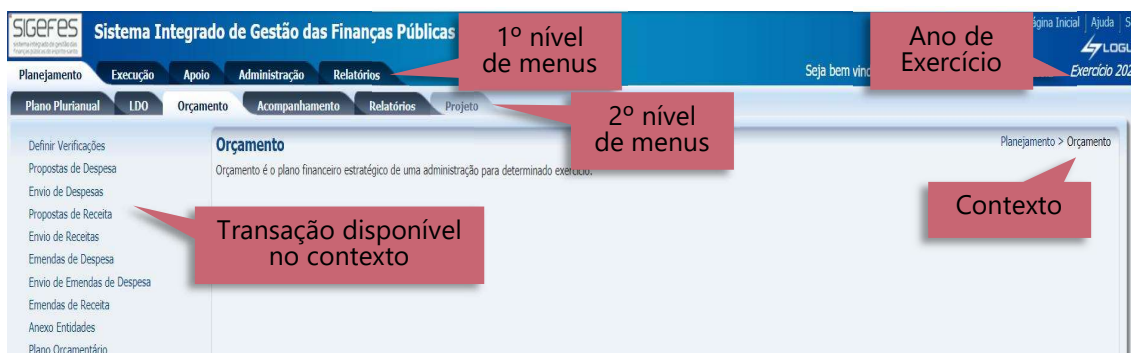 SIGEFES
Sistema Integrado de Gestão das Finanças Públicas
1º nível
de menus
Ano de
Exercício
Inicial | Ajuda
Seja bem
Exercício
Planejamento Execução Apoio Administração Relatórios
Plano Plurianual LDO Orçamento Acompanhamento Relatórios Projeto
2º nível
de menus
Definir Verificações
Propostas de Despesa
Envio de Despesas
Propostas de Receita
Envio de Receitas
Emendas de Despesa
Envio de Emendas de Despesa
Emendas de Receita
Anexo Entidades
Plano Orçamentário
Orçamento
Orçamento é o plano financeiro estratégico de uma administração para determinado exercício.
Planejamento > Orçamento
Contexto
Transação disponível
no contexto